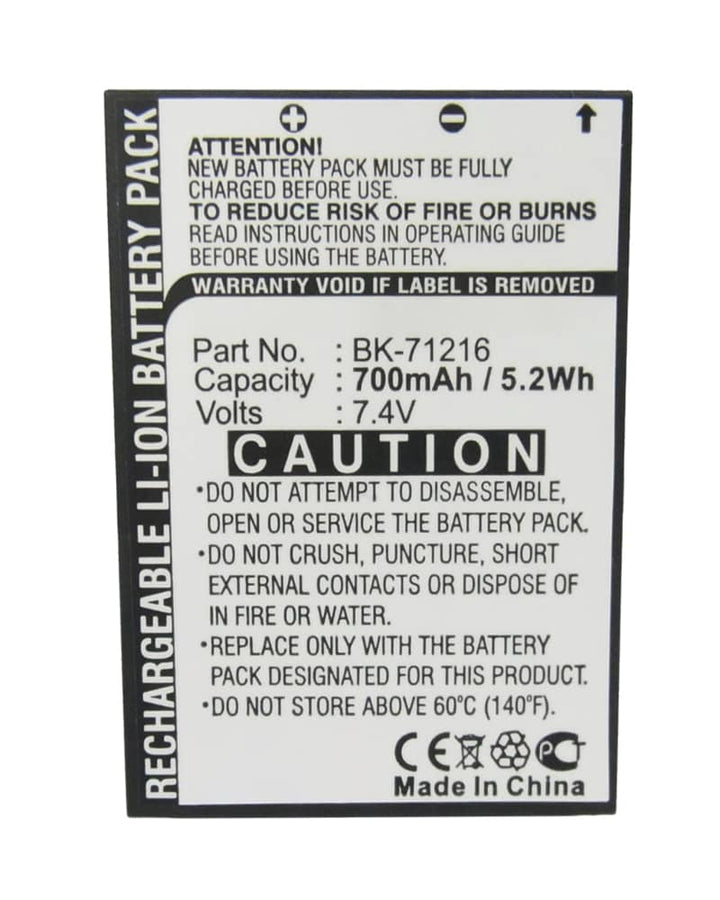 RECHARGEABLE LI-ION BATTERY PACK
ATTENTION!
NEW BATTERY PACK MUST BE FULLY
CHARGED BEFORE USE.
TO REDUCE RISK OF FIRE OR BURNS
READ INSTRUCTIONS IN OPERATING GUIDE
BEFORE USING THE BATTERY.
WARRANTY VOID IF LABEL IS REMOVED
Part No. : BK-71216
Capacity : 700mAh / 5.2Wh
Volts : 7.4V
CAUTION
•DO NOT ATTEMPT TO DISASSEMBLE,
OPEN OR SERVICE THE BATTERY PACK.
•DO NOT CRUSH, PUNCTURE, SHORT
EXTERNAL CONTACTS OR DISPOSE OF
IN FIRE OR WATER.
•REPLACE ONLY WITH THE BATTERY
PACK DESIGNATED FOR THIS PRODUCT.
•DO NOT STORE ABOVE 60°C (140°F).
CE
Made In China